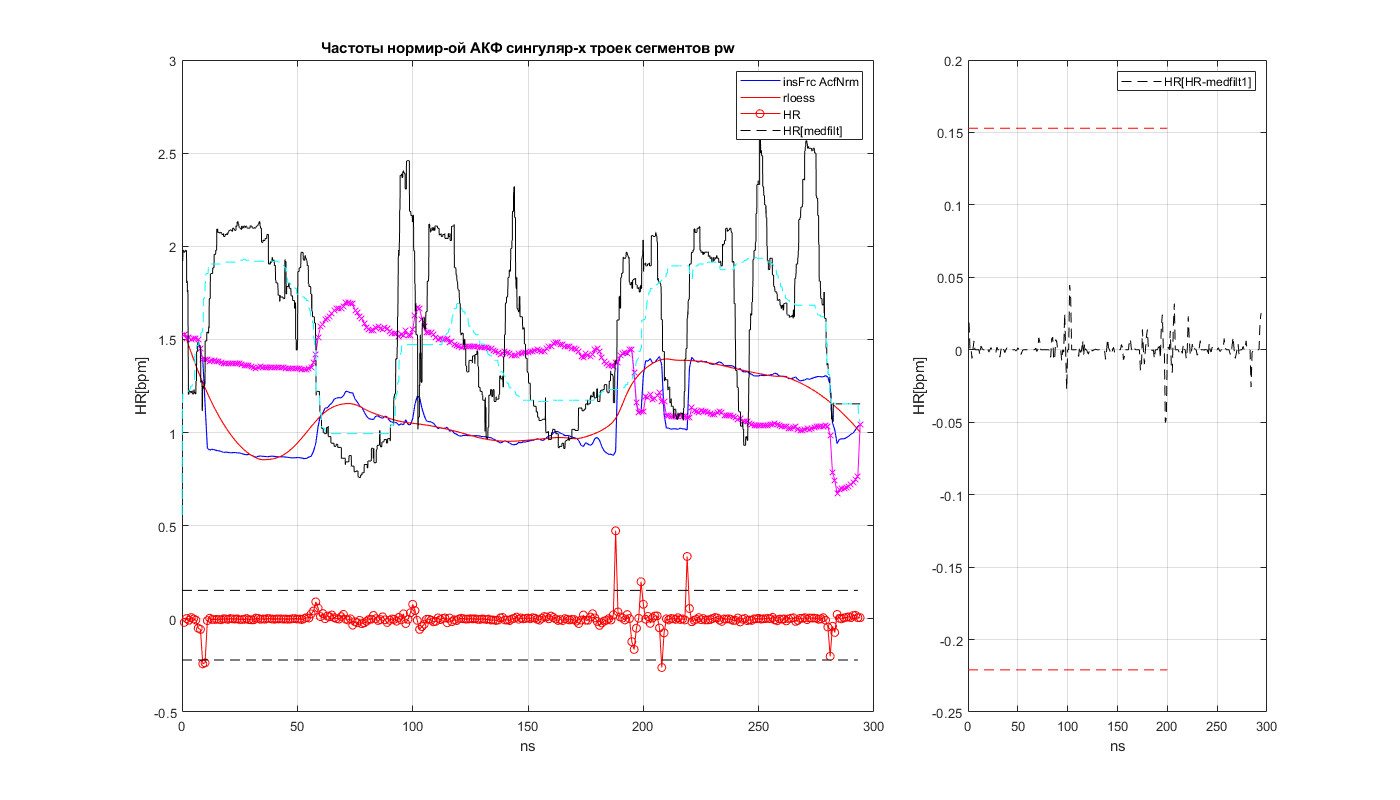 Частоты нормир-ой АКФ сингуляр-х троек сегментов pw
3
2.5
2
1.5
1
0.5
0
-0.5
HR[bpm]
0 50 100 150 200 250 300
ns
insFrc AcfNrm
rloess
HR
HR[medfilt]
0.2
0.15
0.1
0.05
0
-0.05
-0.1
-0.15
-0.2
-0.25
HR[bpm]
0 50 100 150 200 250 300
ns
HR[HR-medfilt1]